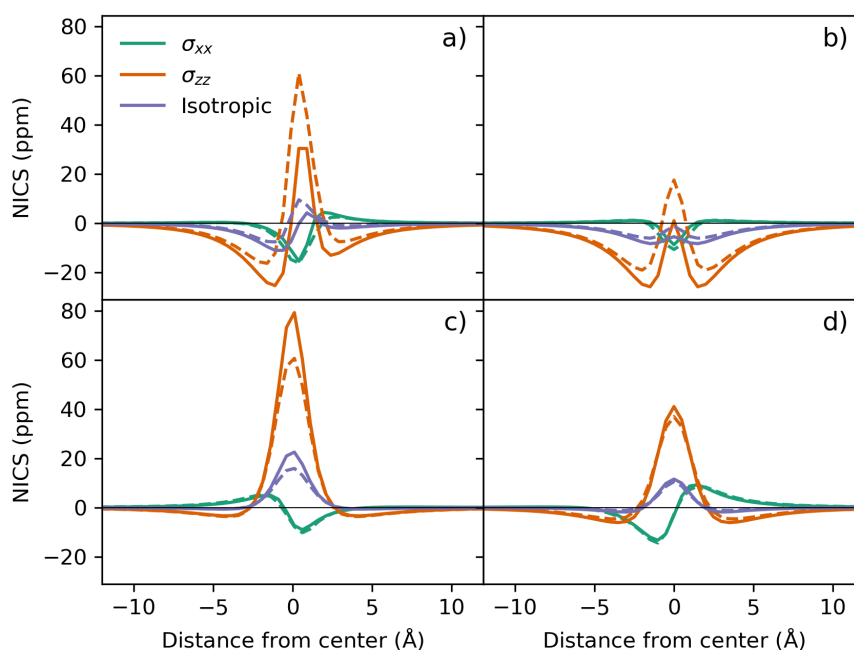 a)
b)
σxx
σzz
Isotropic
NICS (ppm)
80
60
40
20
0
−20
c)
d)
NICS (ppm)
80
60
40
20
0
−20
−10
−5
0
5
10
−10
−5
0
5
10
Distance from center (Å)
Distance from center (Å)